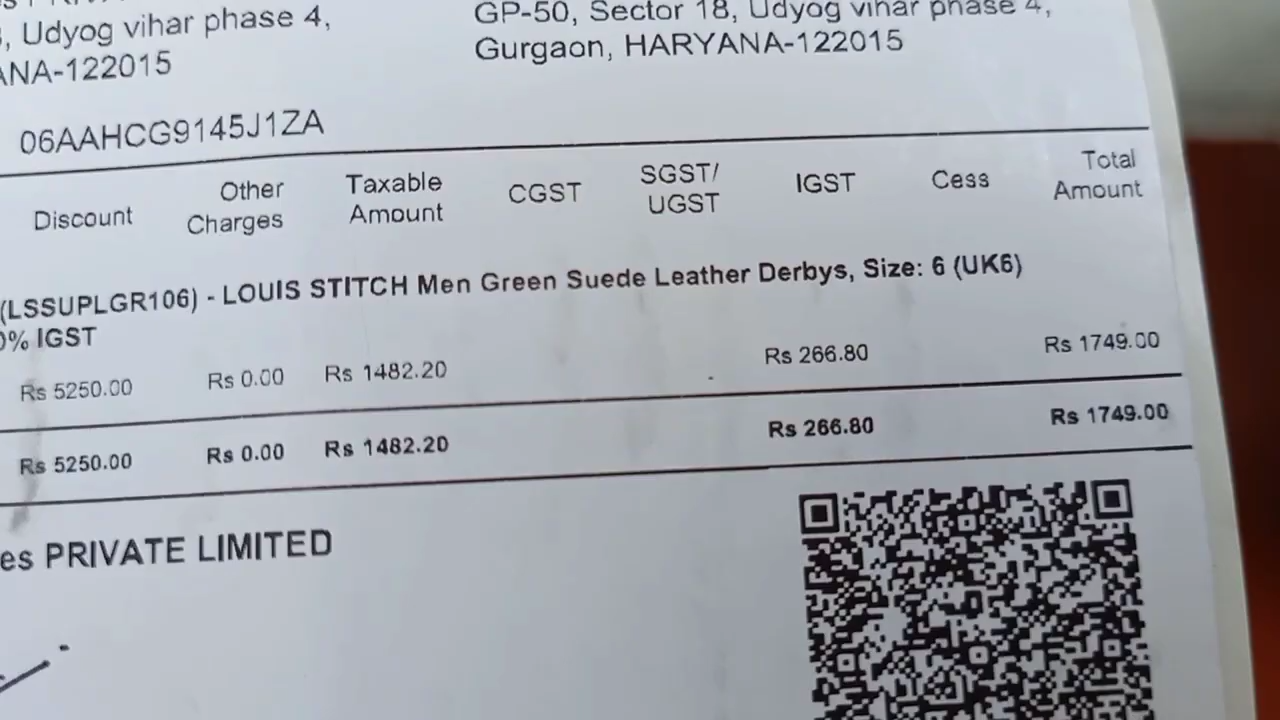 , Udyog vihar phase 4,
ANA-122015
GP-50, Sector 18, Udyog vihar phase 4,
Gurgaon, HARYANA-122015
06AAHCG9145J1ZA
Discount Other Charges Taxable Amount CGST SGST/ UGST IGST Cess Total Amount
(LSSUPLGR106) - LOUIS STITCH Men Green Suede Leather Derbys, Size: 6 (UK6)
0% IGST
Rs 5250.00 Rs 0.00 Rs 1482.20 Rs 266.80 Rs 1749.00
Rs 5250.00 Rs 0.00 Rs 1482.20 Rs 266.80 Rs 1749.00
es PRIVATE LIMITED